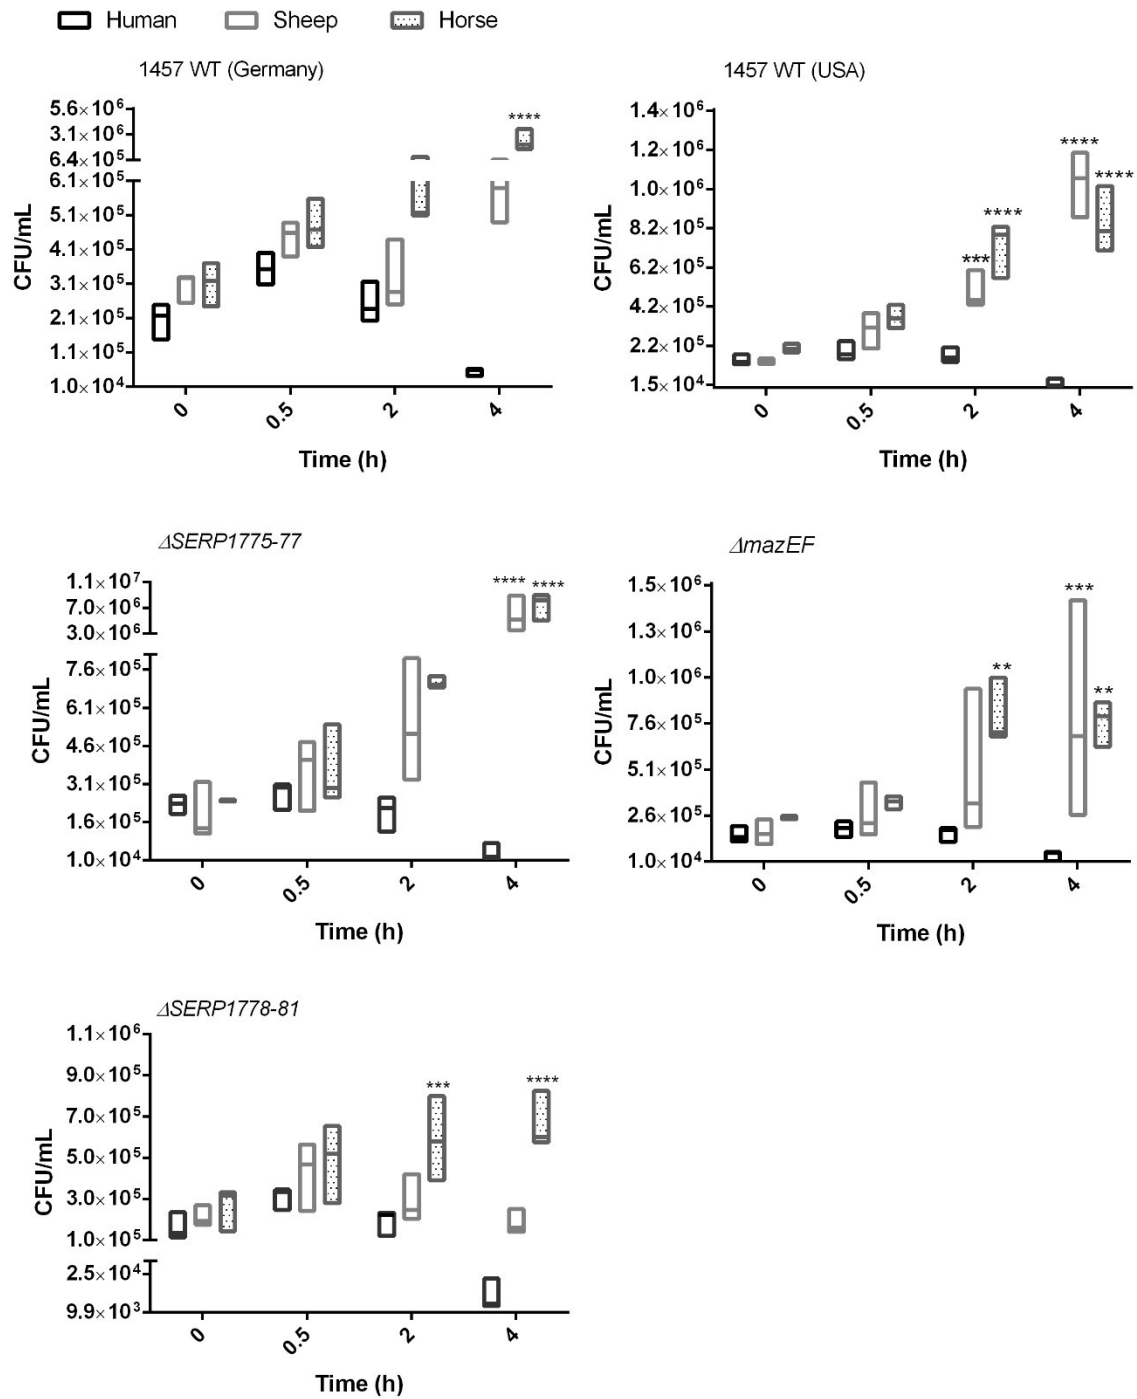 Human Sheep Horse
1457 WT (Germany)
5.6×10⁶
3.1×10⁶
6.4×10⁵
6.1×10⁵
5.1×10⁵
4.1×10⁵
3.1×10⁵
2.1×10⁵
1.1×10⁵
1.0×10⁴
CFU/mL
****
0 0.5 2 4
Time (h)
1457 WT (USA)
1.4×10⁶
1.2×10⁶
1.0×10⁶
8.2×10⁵
6.2×10⁵
4.2×10⁵
2.2×10⁵
1.5×10⁴
CFU/mL
*** **** **** ****
0 0.5 2 4
Time (h)
ΔSERP1775-77
1.1×10⁷
7.0×10⁶
3.0×10⁶
7.6×10⁵
6.1×10⁵
4.6×10⁵
3.1×10⁵
1.6×10⁵
1.0×10⁴
CFU/mL
**** ****
0 0.5 2 4
Time (h)
ΔmazEF
1.5×10⁶
1.3×10⁶
1.0×10⁶
7.6×10⁵
5.1×10⁵
2.6×10⁵
1.0×10⁴
CFU/mL
** *** **
0 0.5 2 4
Time (h)
ΔSERP1778-81
1.1×10⁶
9.0×10⁵
7.0×10⁵
5.0×10⁵
3.0×10⁵
1.0×10⁵
2.5×10⁴
9.9×10³
CFU/mL
*** ****
0 0.5 2 4
Time (h)